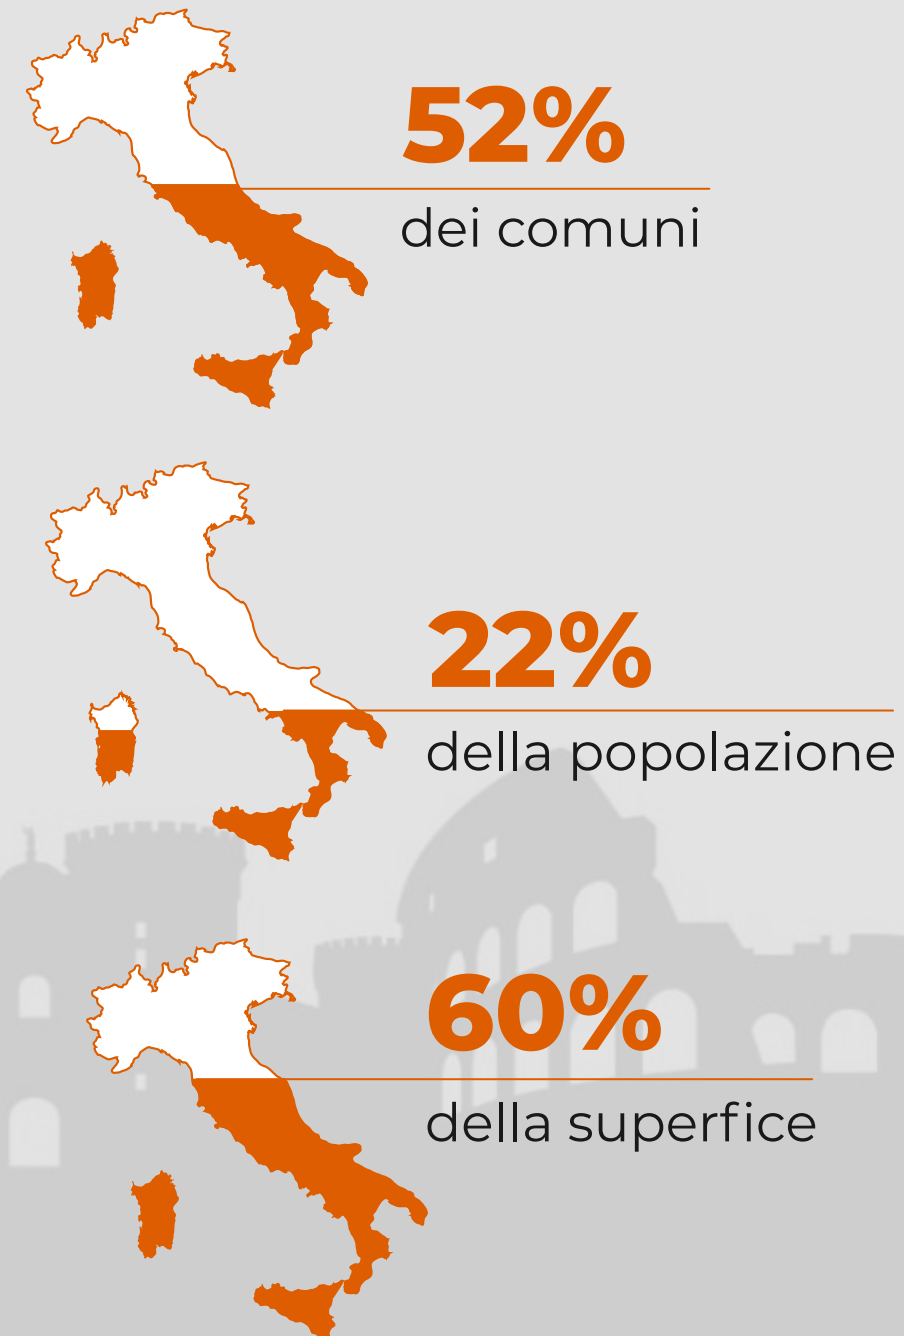 52%
dei comuni
22%
della popolazione
60%
della superfice